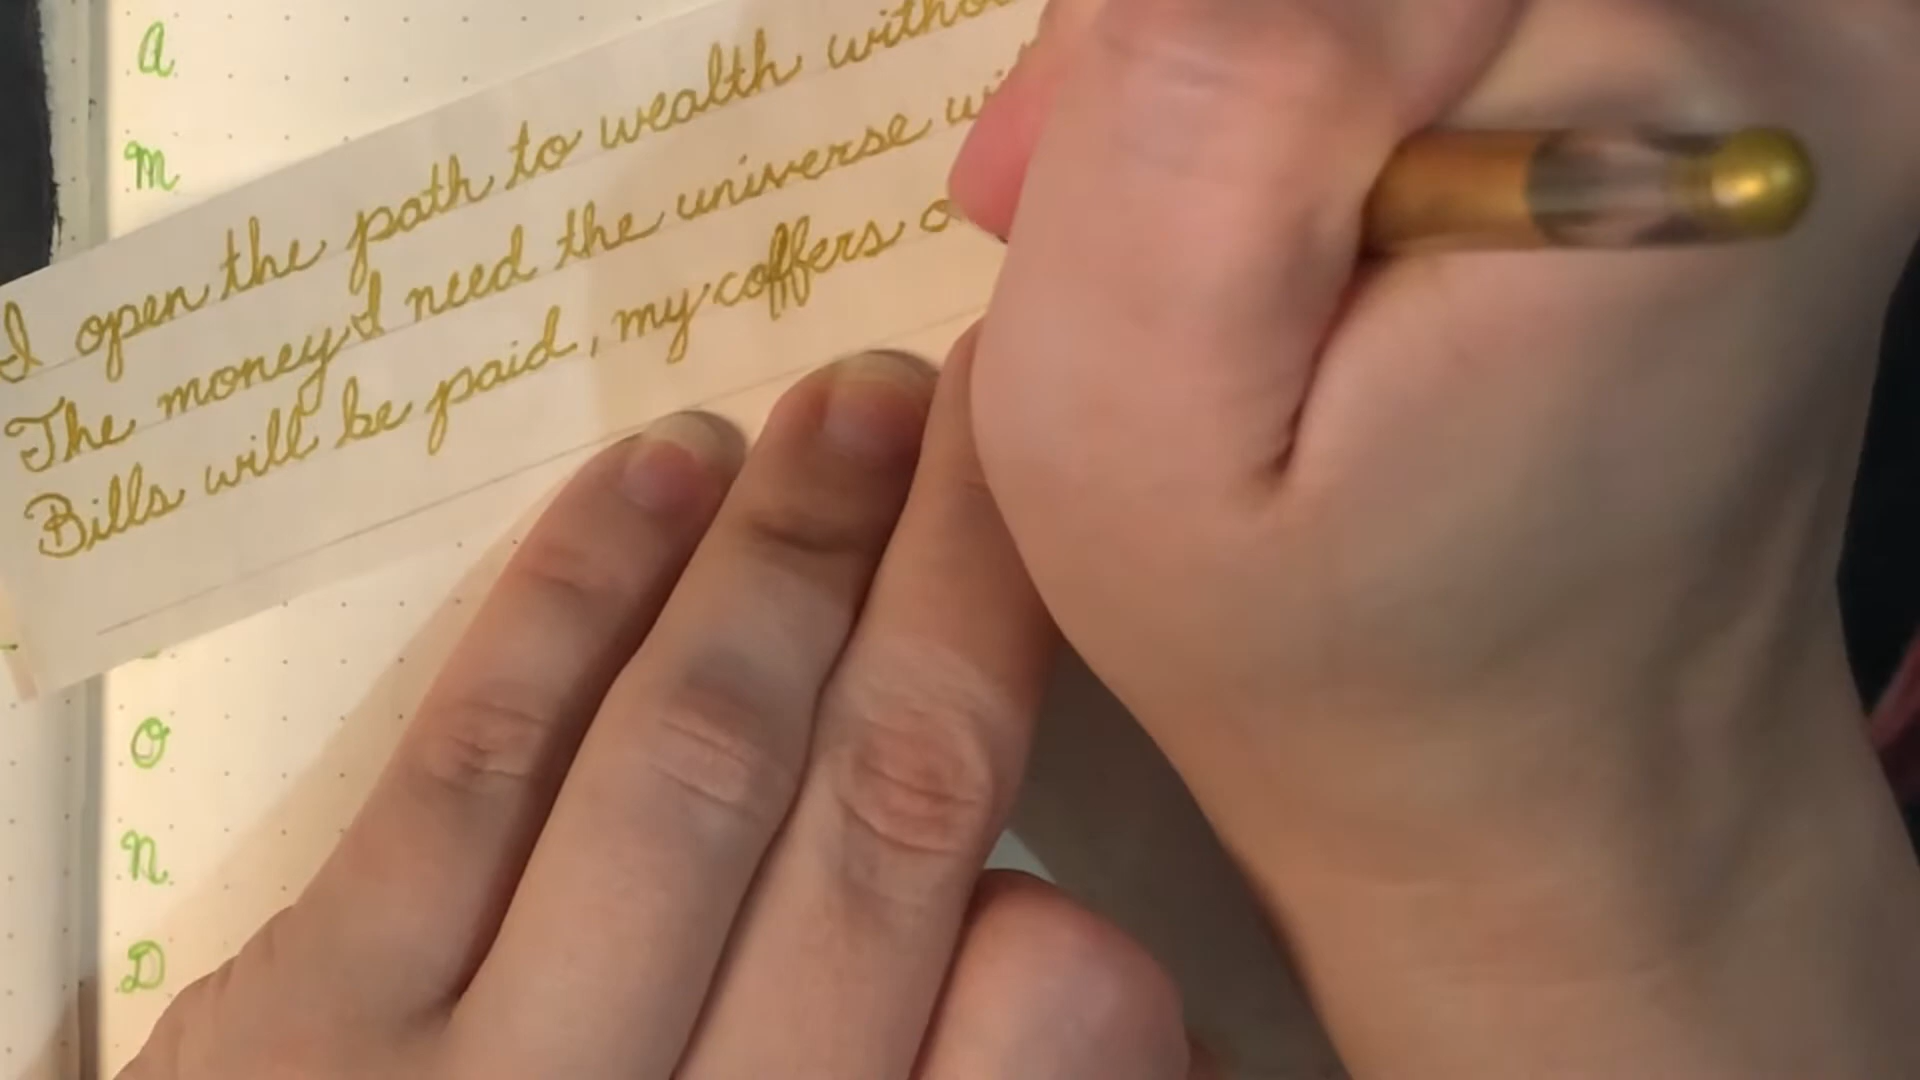 A
M
I open the path to wealth
The money I need the universe
Bills will be paid, my coffers
O
N
D